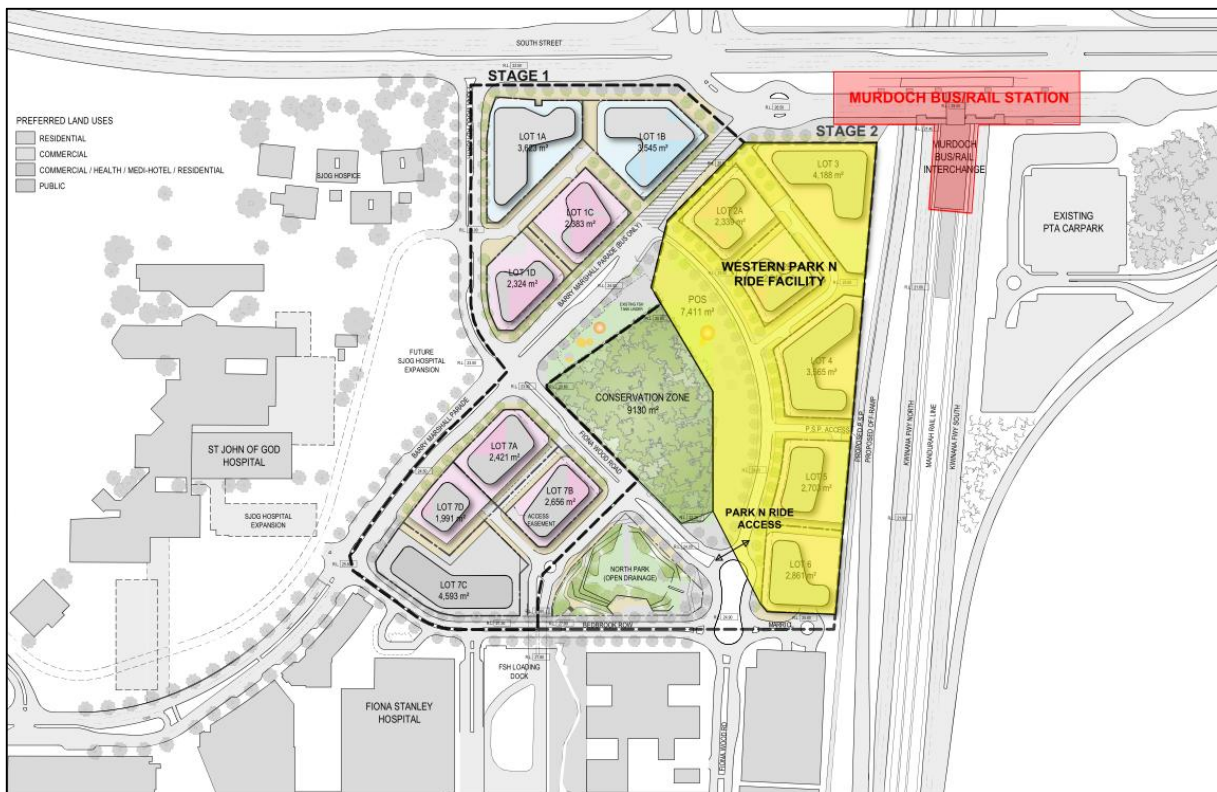 SOUTH STREET
STAGE 1
MURDOCH BUS/RAIL STATION
STAGE 2
PREFERRED LAND USES
RESIDENTIAL
COMMERCIAL
COMMERCIAL / HEALTH / MEDI-HOTEL / RESIDENTIAL
PUBLIC
LOT 1A
3,623 m²
LOT 1B
3,545 m²
MURDOCH
BUS/RAIL
INTERCHANGE
LOT 3
4,188 m²
SJOG HOSPICE
LOT 1C
2,383 m²
LOT 2A
2,339 m²
EXISTING
PTA CARPARK
BARRY MARSHALL PARADE (BUS ONLY)
LOT 1D
2,324 m²
WESTERN PARK N
RIDE FACILITY
POS
7,411 m²
FUTURE
SJOG HOSPITAL
EXPANSION
LOT 4
3,565 m²
CONSERVATION ZONE
9130 m²
BARRY MARSHALL PARADE
FIONA WOOD ROAD
P.S.P. ACCESS
PROPOSED P.S.P.
PROPOSED OFF-RAMP
KWINANA FWY NORTH
MANDURAH RAIL LINE
KWINANA FWY SOUTH
ST JOHN OF GOD
HOSPITAL
LOT 7A
2,421 m²
LOT 5
2,703 m²
LOT 7B
2,656 m²
ACCESS
EASEMENT
LOT 7D
1,991 m²
SJOG HOSPITAL
EXPANSION
PARK N RIDE
ACCESS
LOT 6
2,861 m²
NORTH PARK
(OPEN DRAINAGE)
LOT 7C
4,593 m²
BEDBROOK ROW
FSH LOADING
DOCK
FIONA STANLEY
HOSPITAL
FIONA WOOD RD